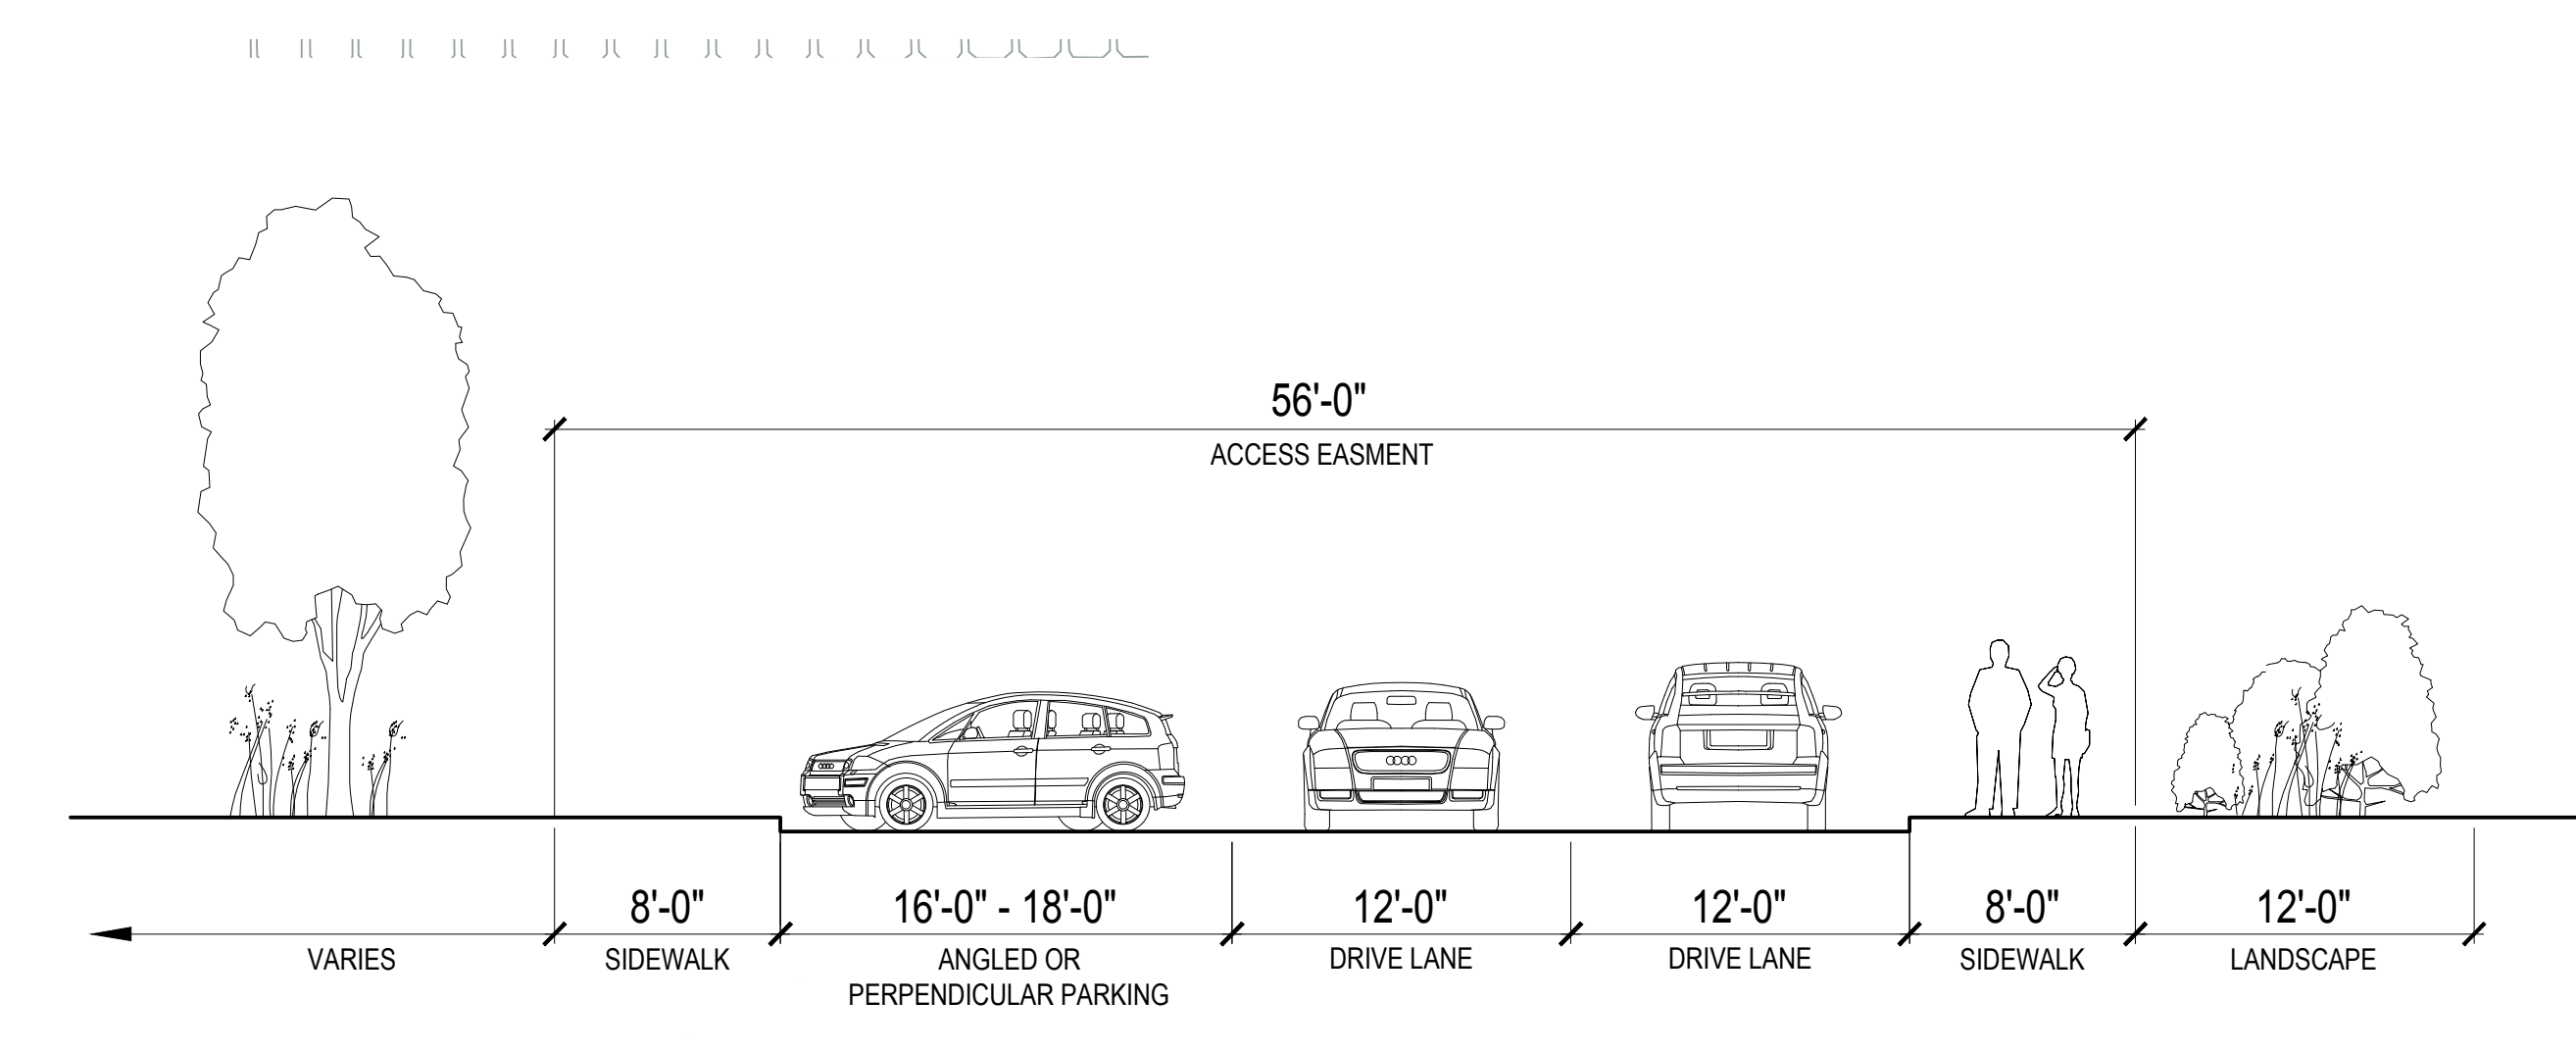 56'-0"
ACCESS EASMENT
8'-0"
16'-0" - 18'-0"
12'-0"
12'-0"
8'-0"
12'-0"
VARIES
SIDEWALK
ANGLED OR
PERPENDICULAR PARKING
DRIVE LANE
DRIVE LANE
SIDEWALK
LANDSCAPE